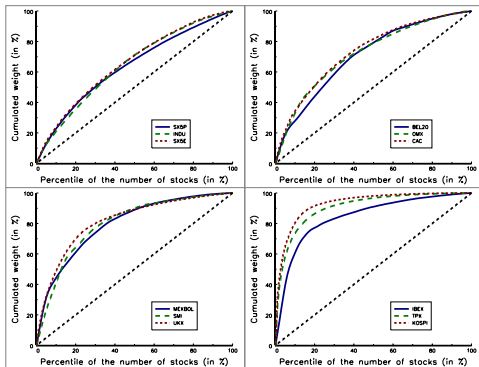 Cumulated weight (in %)
100
80
60
40
20
0
SX5P
INDU
SX5E
0 20 40 60 80 100
Percentile of the number of stocks (in %)
Cumulated weight (in %)
100
80
60
40
20
0
BEL20
OMX
CAC
0 20 40 60 80 100
Percentile of the number of stocks (in %)
Cumulated weight (in %)
100
80
60
40
20
0
MEXBOL
SMI
UKX
0 20 40 60 80 100
Percentile of the number of stocks (in %)
Cumulated weight (in %)
100
80
60
40
20
0
IBEX
TPX
KOSPI
0 20 40 60 80 100
Percentile of the number of stocks (in %)